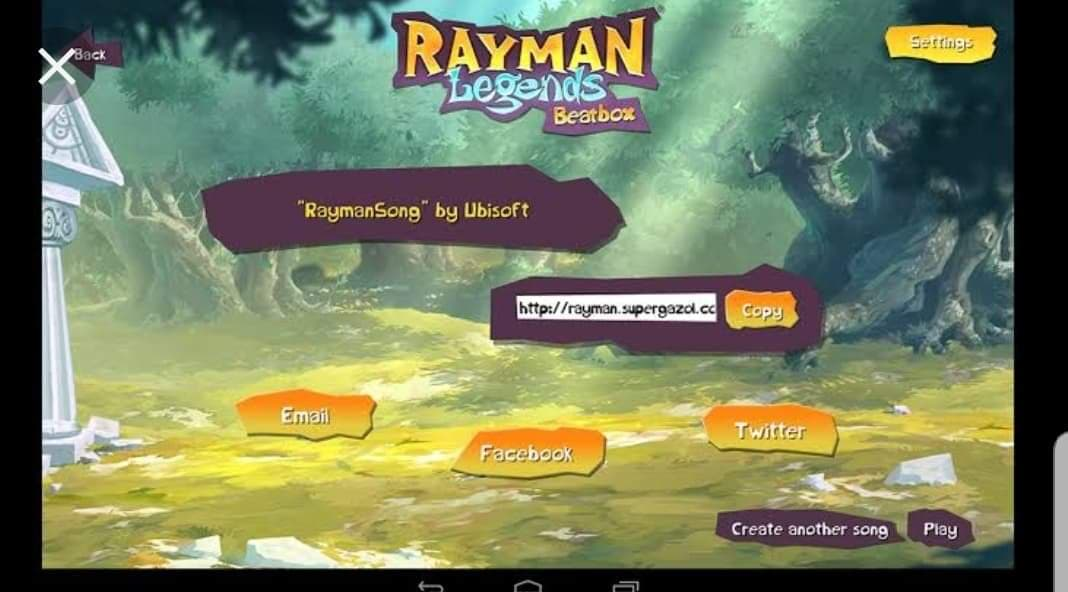 Back
RAYMAN
Legends
Beatbox
Settings
"RaymanSong" by Ubisoft
http://rayman.supergazol.cc
Copy
Email
Facebook
Twitter
Create another song
Play